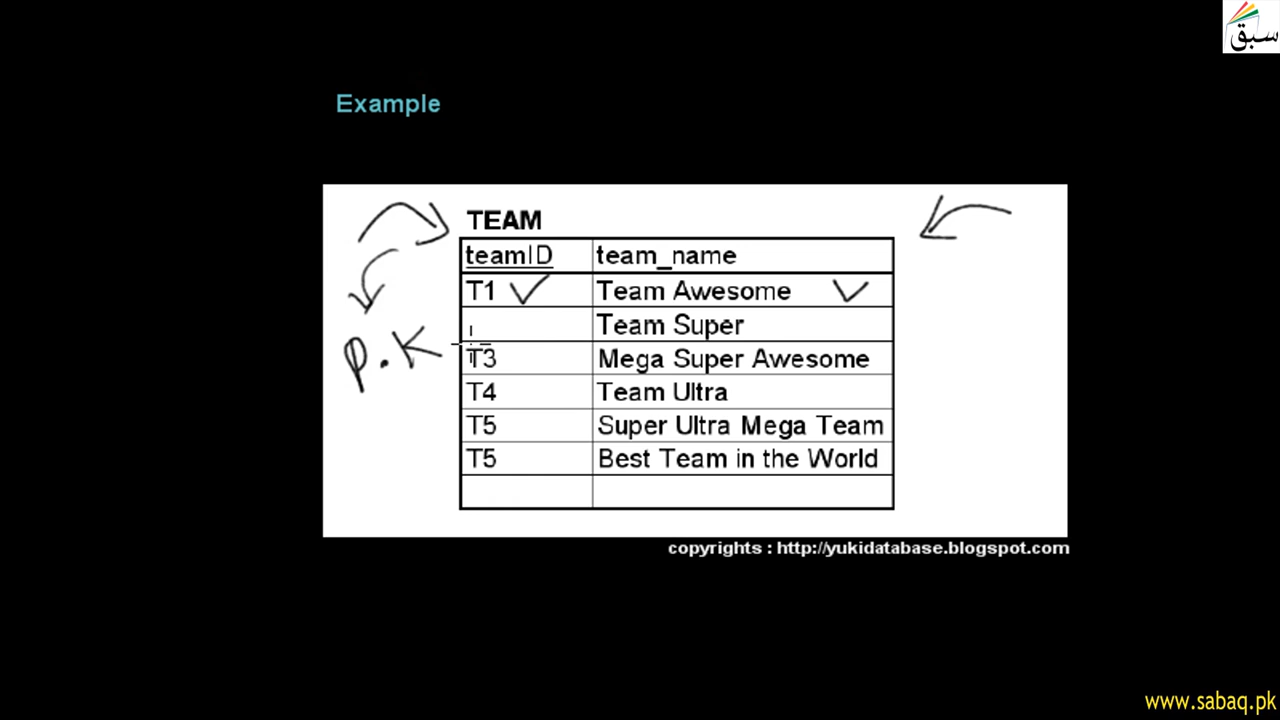 سبق
Example
TEAM
teamID team_name
T1 Team Awesome
Team Super
P.K
T3 Mega Super Awesome
T4 Team Ultra
T5 Super Ultra Mega Team
T5 Best Team in the World
copyrights : http://yukidatabase.blogspot.com
www.sabaq.pk